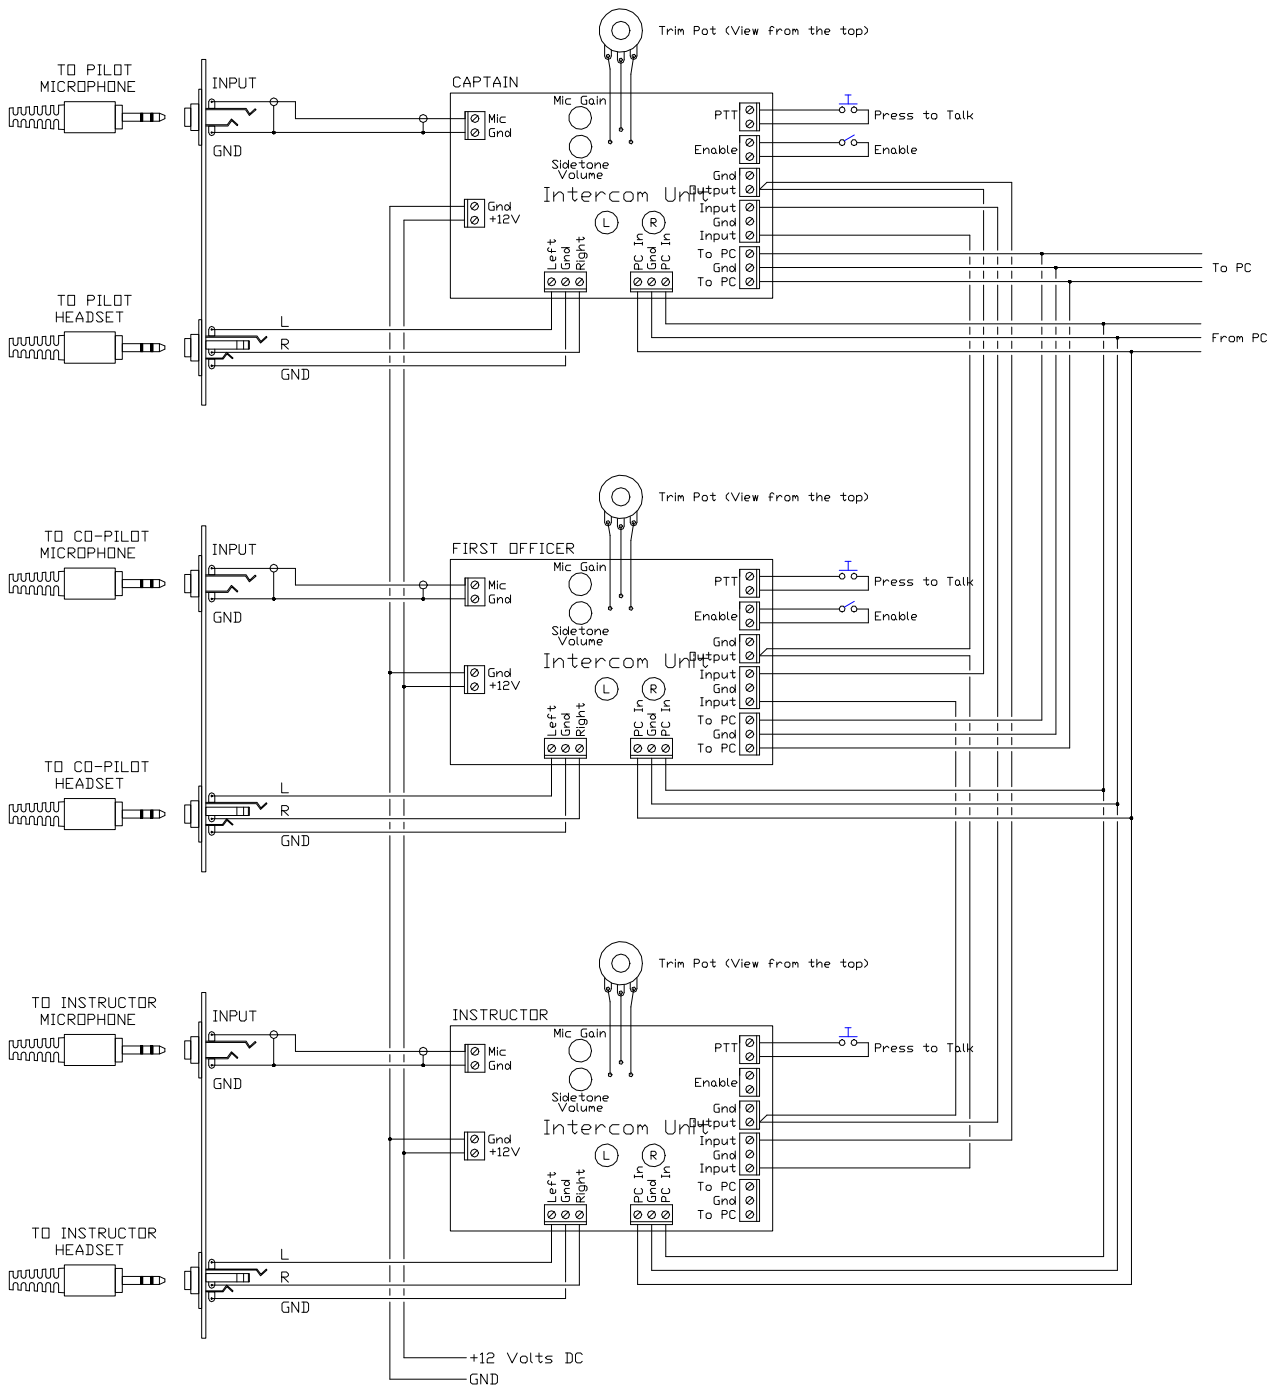 Trim Pot (View from the top)
TO PILOT
MICROPHONE
INPUT
GND
CAPTAIN
Mic Gain
Mic
Gnd
Sidetone
Volume
Intercom Unit
Gnd
+12V
L
R
Left
Gnd
Right
PC In
Gnd
PC In
PTT
Press to Talk
Enable
Enable
Gnd
Output
Input
Gnd
Input
To PC
Gnd
To PC
To PC
From PC
TO PILOT
HEADSET
L
R
GND
Trim Pot (View from the top)
TO CO-PILOT
MICROPHONE
INPUT
GND
FIRST OFFICER
Mic Gain
Mic
Gnd
Sidetone
Volume
Intercom Unit
Gnd
+12V
L
R
Left
Gnd
Right
PC In
Gnd
PC In
PTT
Press to Talk
Enable
Enable
Gnd
Output
Input
Gnd
Input
To PC
Gnd
To PC
TO CO-PILOT
HEADSET
L
R
GND
Trim Pot (View from the top)
TO INSTRUCTOR
MICROPHONE
INPUT
GND
INSTRUCTOR
Mic Gain
Mic
Gnd
Sidetone
Volume
Intercom Unit
Gnd
+12V
L
R
Left
Gnd
Right
PC In
Gnd
PC In
PTT
Press to Talk
Enable
Gnd
Output
Input
Gnd
Input
To PC
Gnd
To PC
TO INSTRUCTOR
HEADSET
L
R
GND
+12 Volts DC
GND